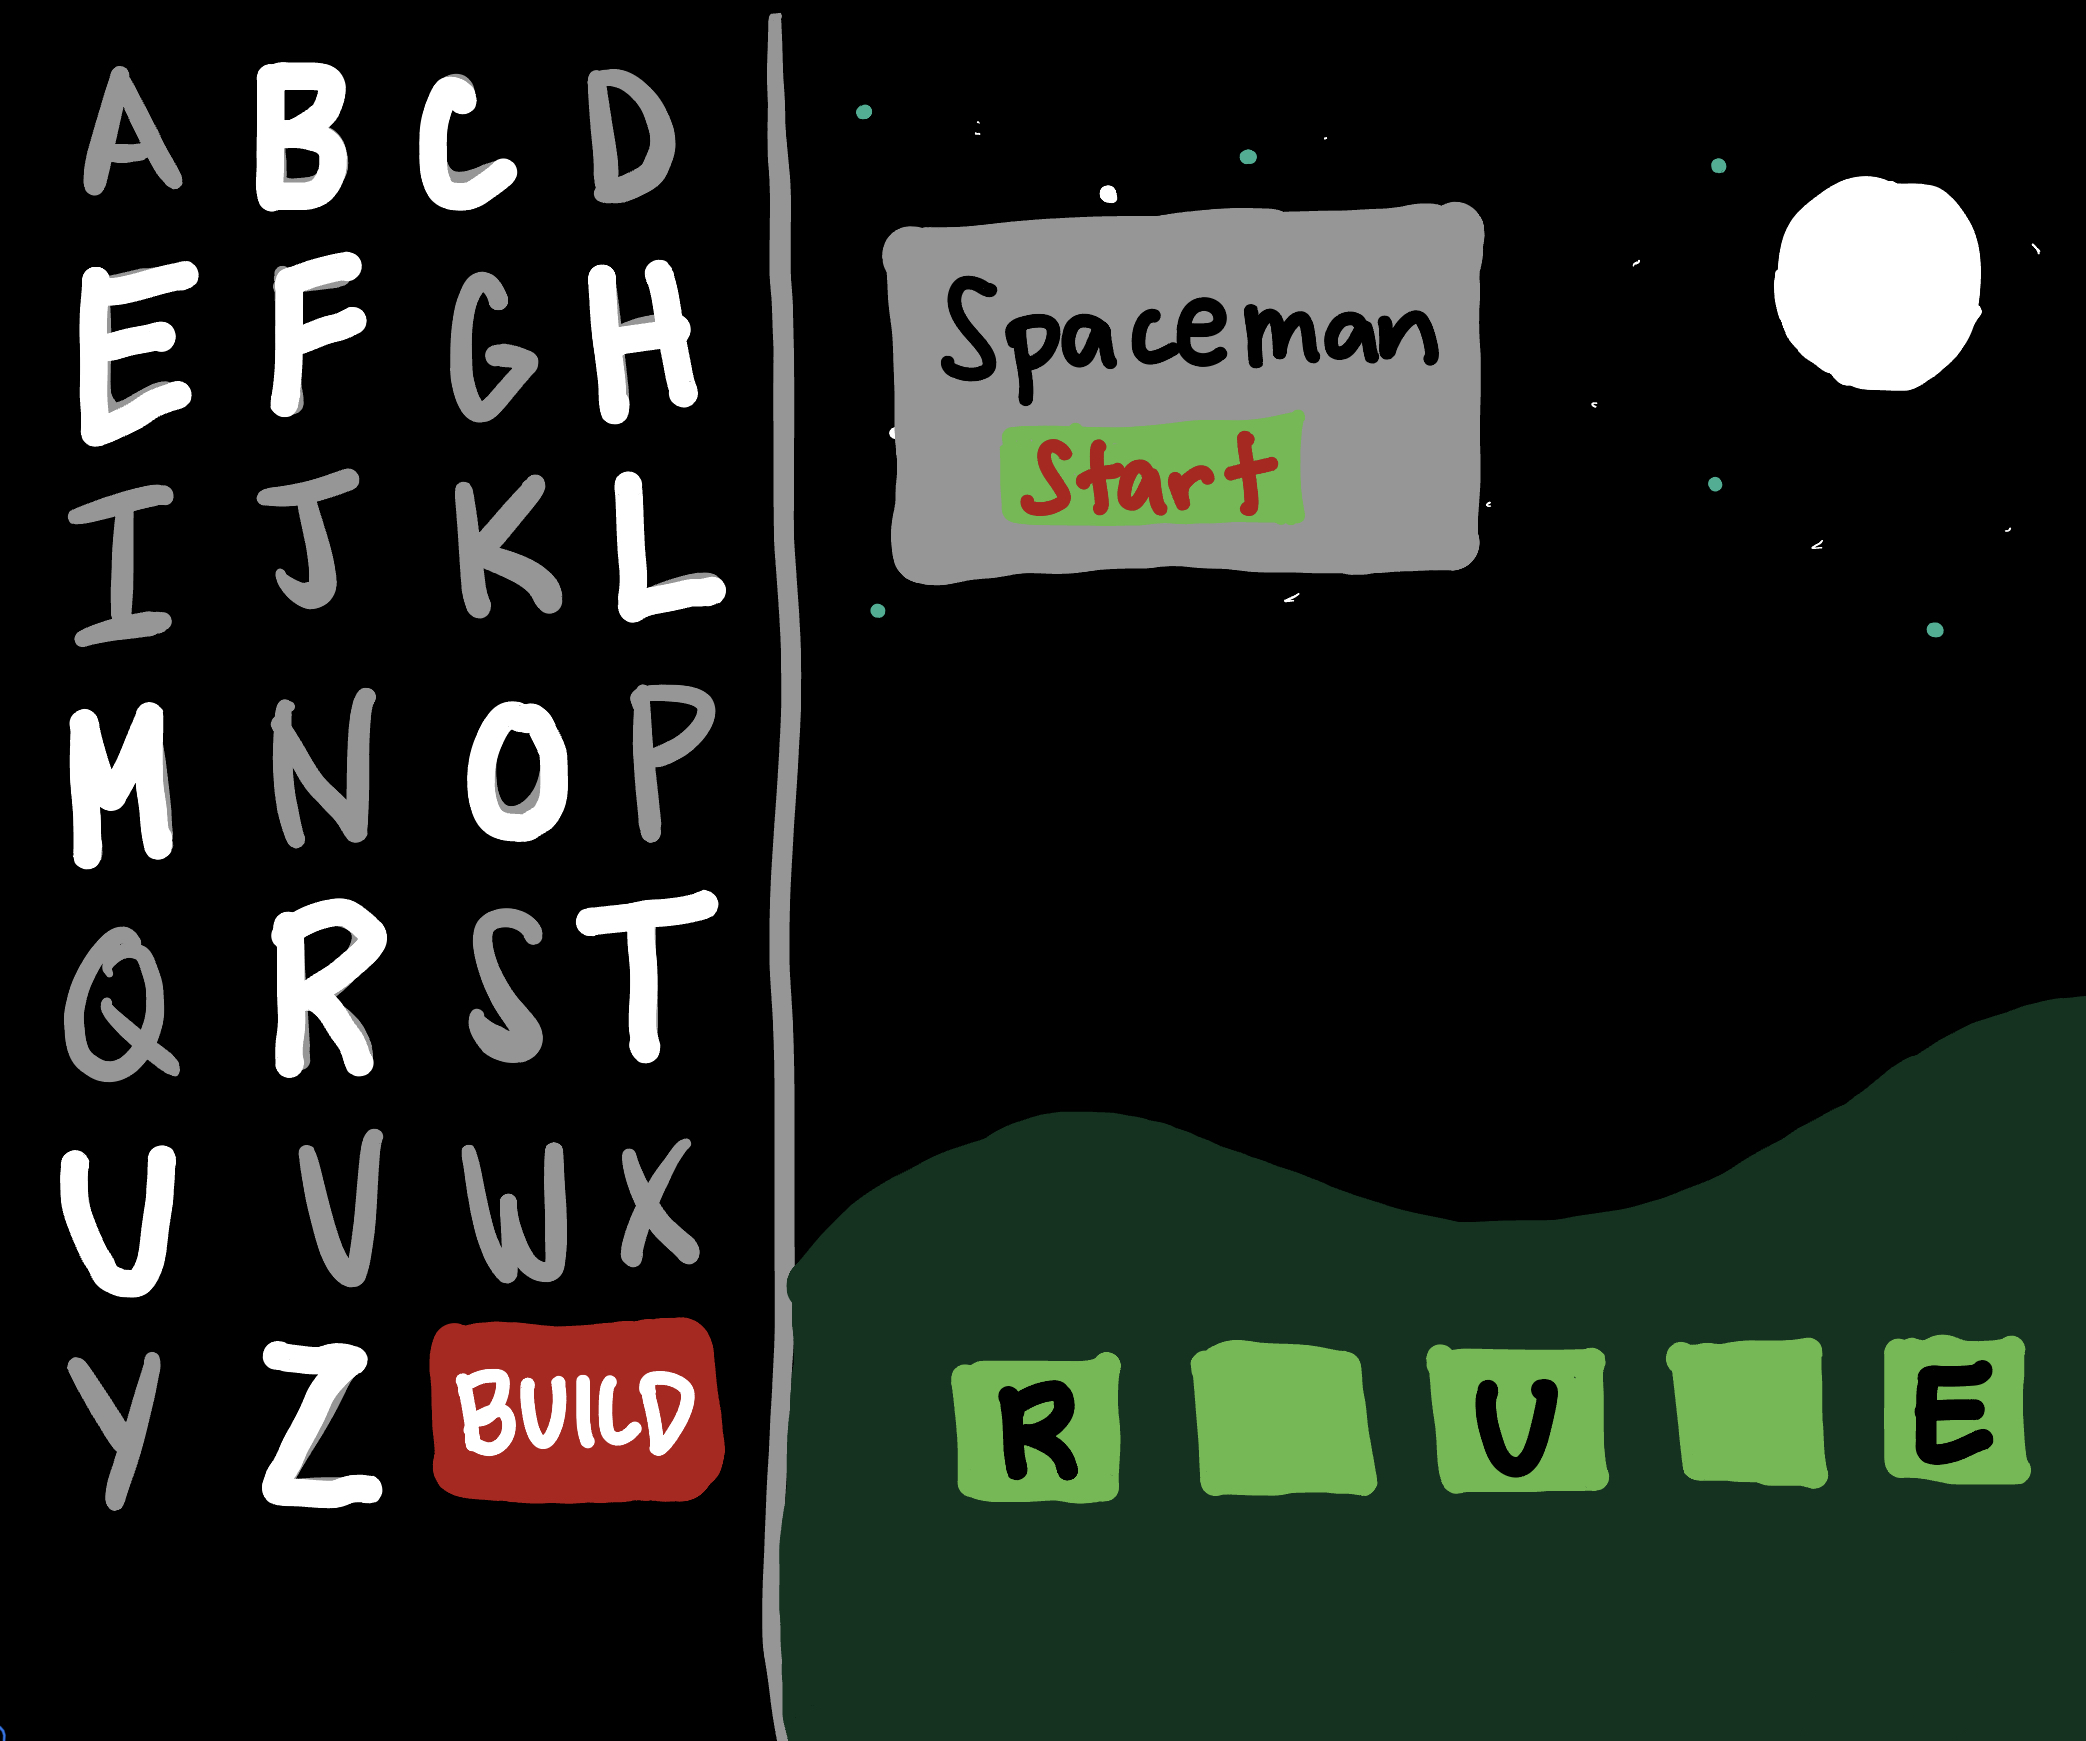 A B C D
E F G H
I J K L
M N O P
Q R S T
U V W X
Y Z BUILD
Spaceman
Start
R U E